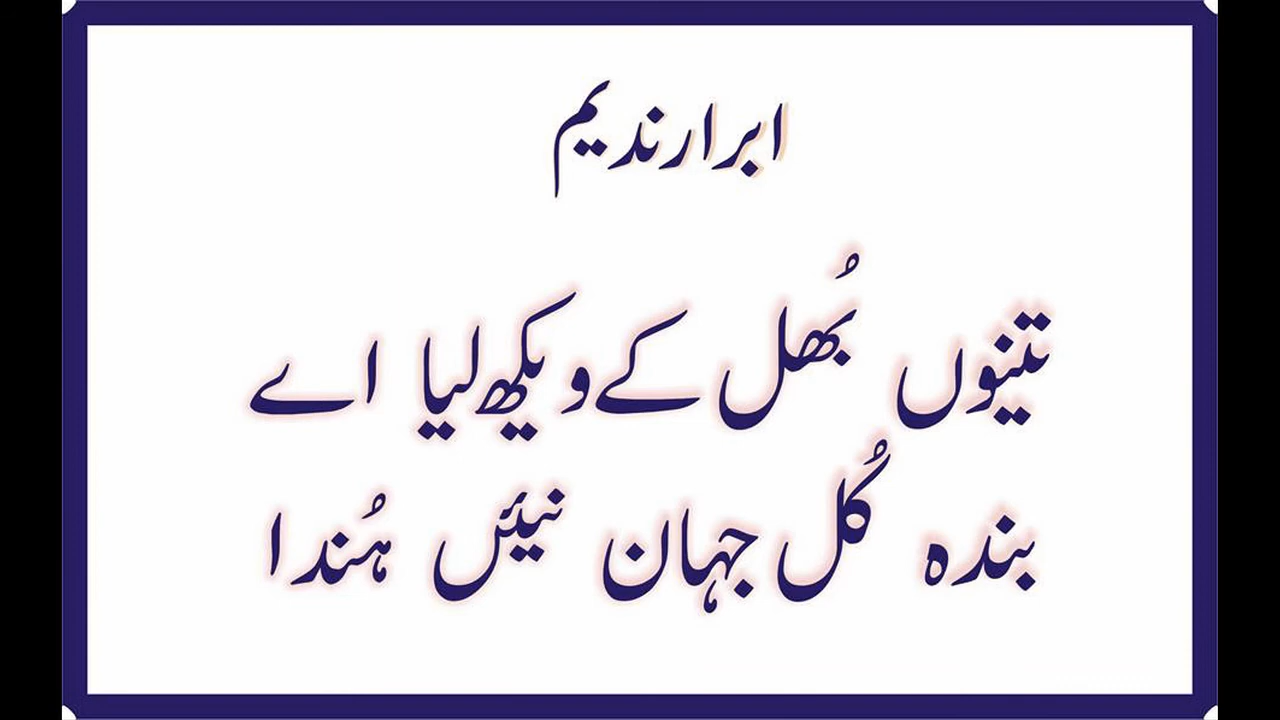 ابرار ندیم
تینوں بُھل کے ویکھ لیا اے
بندہ کُل جہان نیئں ہُندا